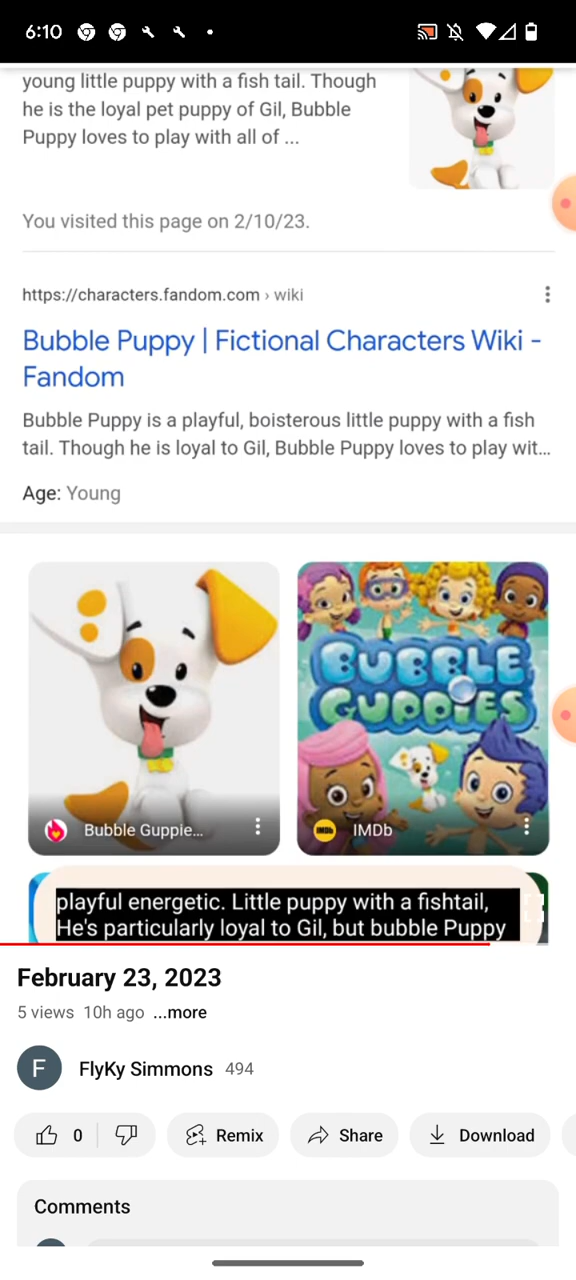 6:10
young little puppy with a fish tail. Though
he is the loyal pet puppy of Gil, Bubble
Puppy loves to play with all of ...
You visited this page on 2/10/23.
https://characters.fandom.com › wiki
Bubble Puppy | Fictional Characters Wiki -
Fandom
Bubble Puppy is a playful, boisterous little puppy with a fish
tail. Though he is loyal to Gil, Bubble Puppy loves to play wit...
Age: Young
BUBBLE
GUPPIES
Bubble Guppie...
IMDb
IMDb
playful energetic. Little puppy with a fishtail,
He's particularly loyal to Gil, but bubble Puppy
February 23, 2023
5 views 10h ago ...more
F
FlyKy Simmons 494
0
Remix
Share
Download
Comments